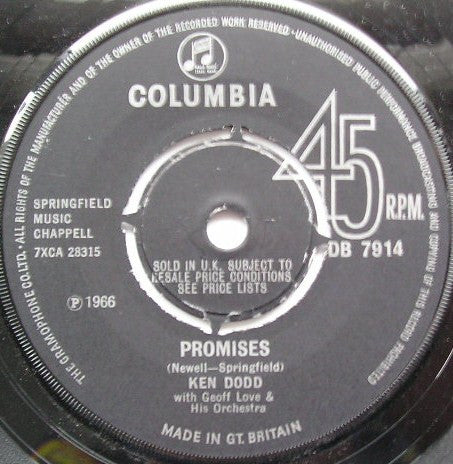 THE GRAMOPHONE CO. LTD. · ALL RIGHTS OF THE MANUFACTURER AND OF THE OWNER OF THE RECORDED WORK RESERVED · UNAUTHORISED PUBLIC PERFORMANCE BROADCASTING AND COPYING OF THIS RECORD PROHIBITED
COLUMBIA
45
R.P.M.
SPRINGFIELD
MUSIC
CHAPPELL
7XCA 28315
DB 7914
SOLD IN U.K. SUBJECT TO
RESALE PRICE CONDITIONS
SEE PRICE LISTS
Ⓟ 1966
PROMISES
(Newell—Springfield)
KEN DODD
with Geoff Love &
His Orchestra
MADE IN GT. BRITAIN